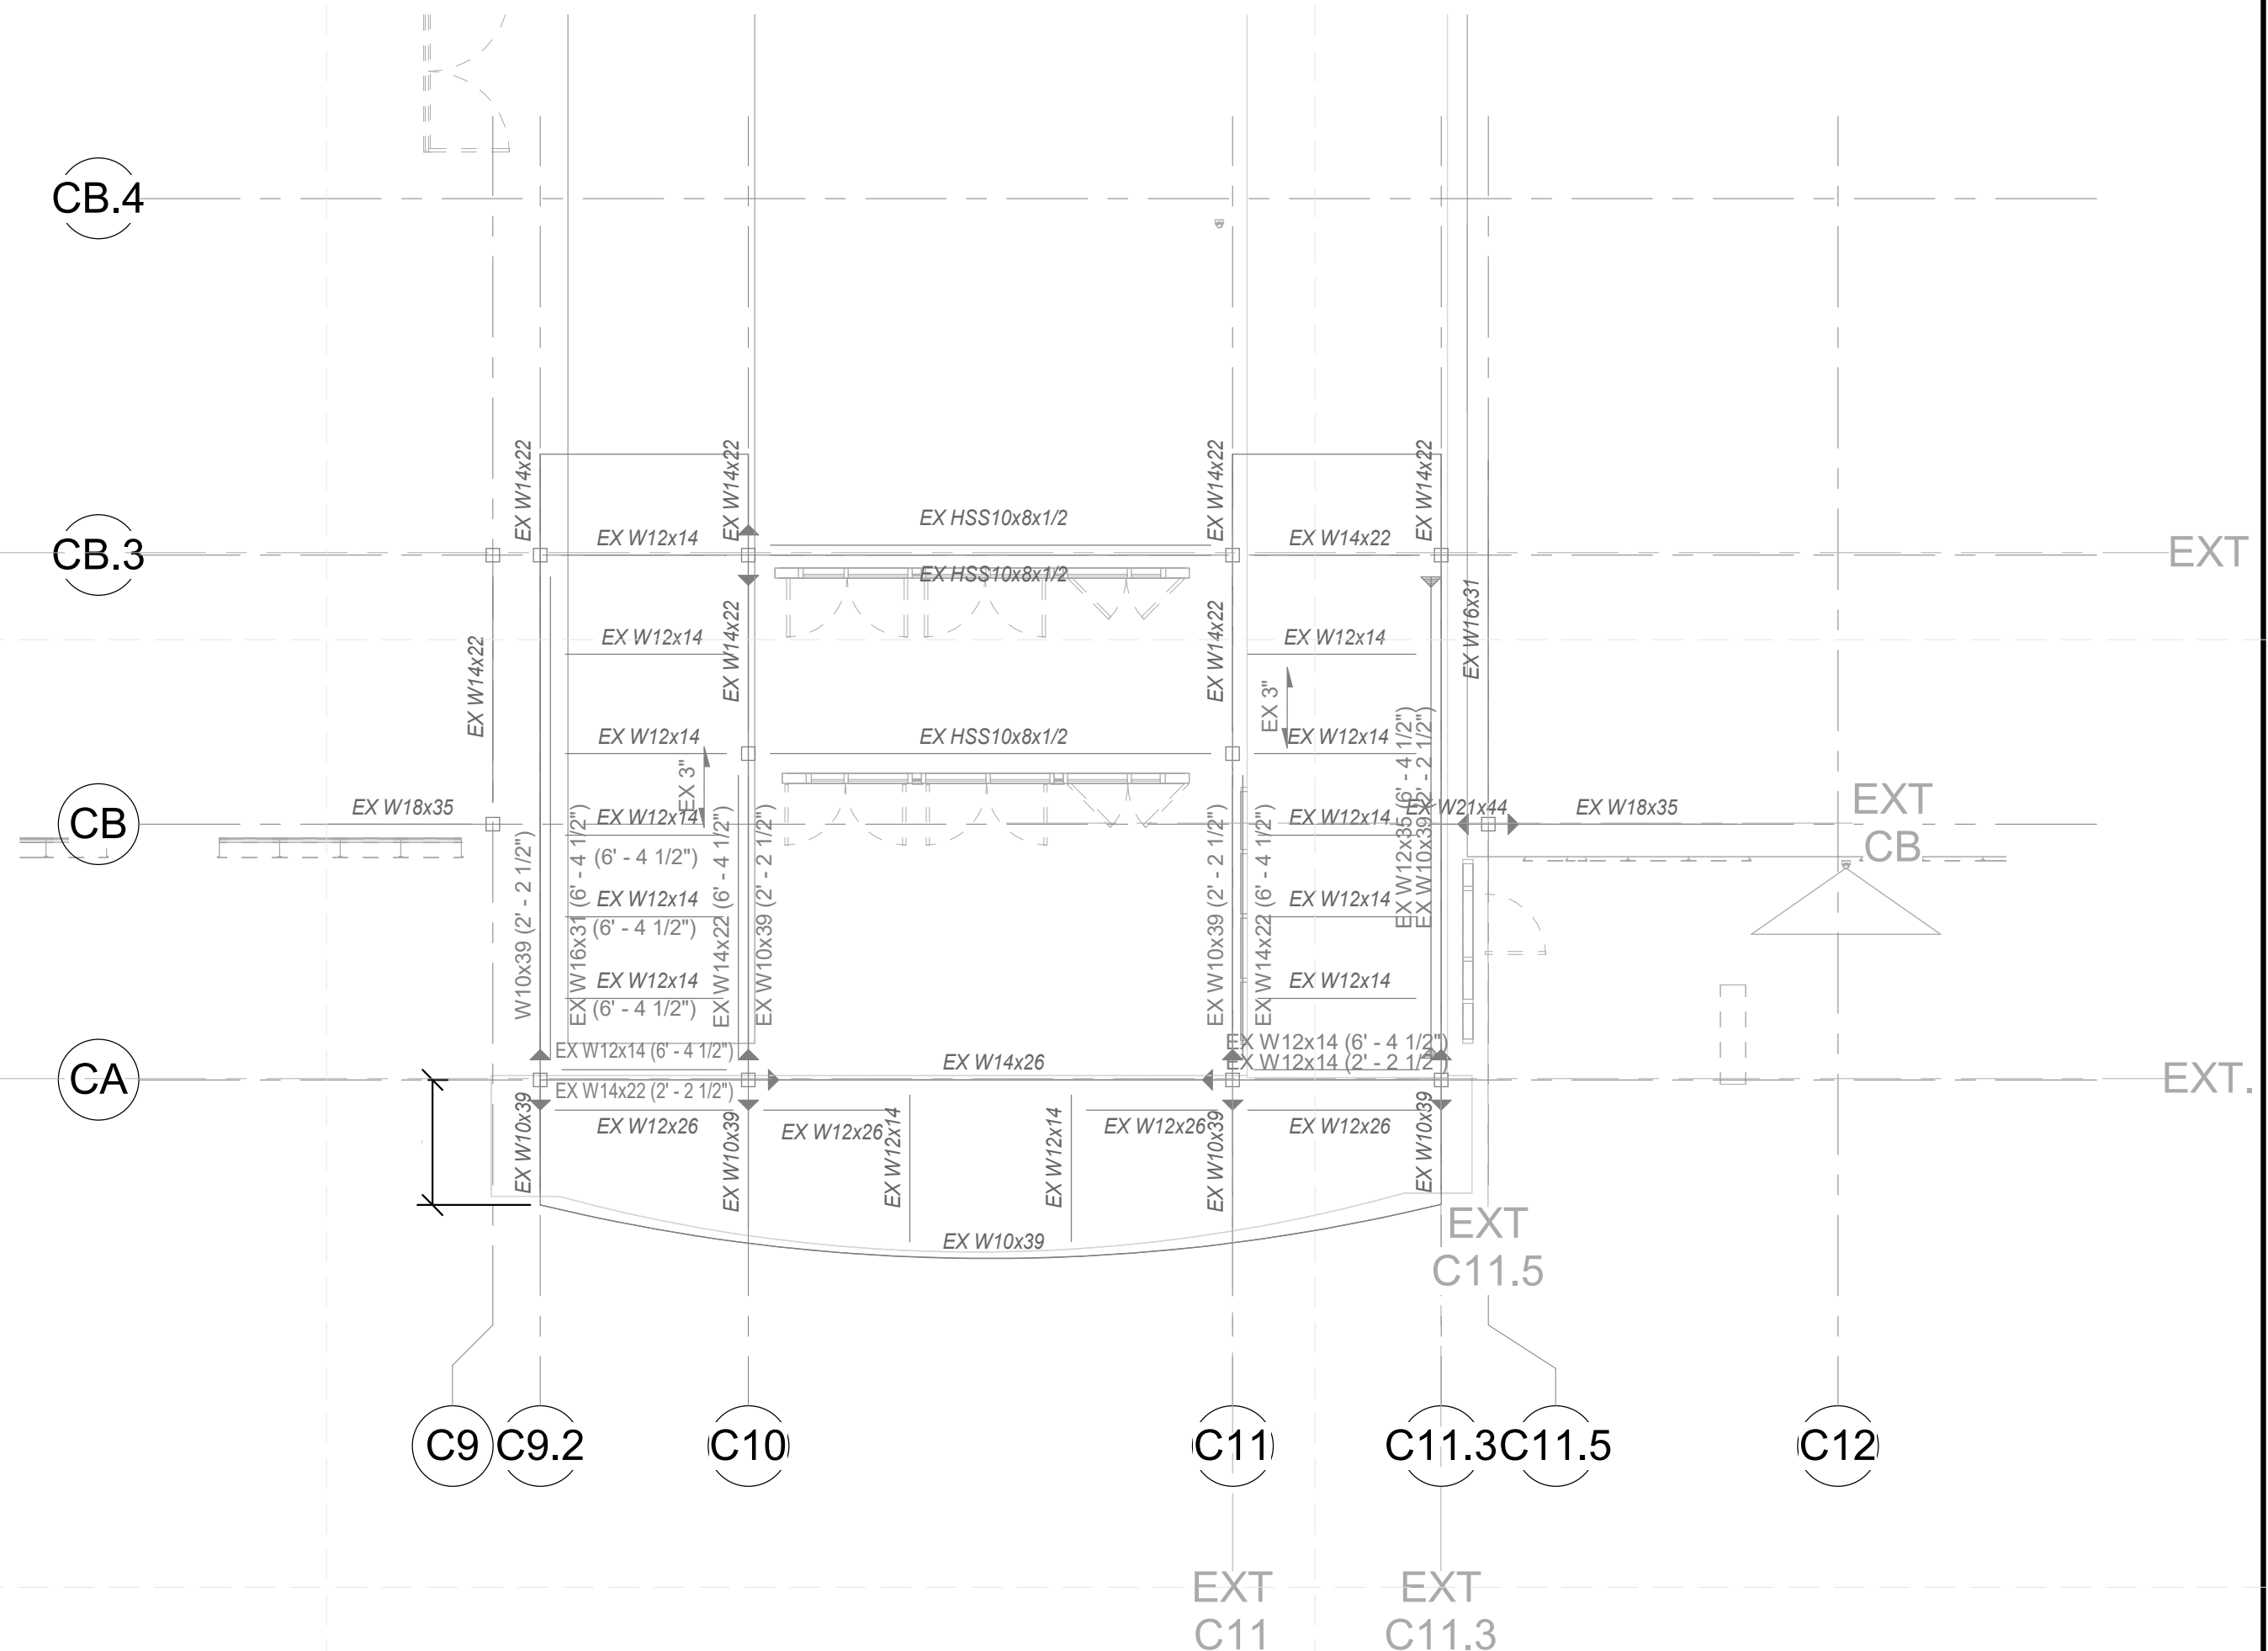 CB.4
EX W14x22
EX W14x22
EX W14x22
EX W14x22
EX HSS10x8x1/2
EX W12x14
EX W14x22
CB.3
EXT
EX HSS10x8x1/2
EX W14x22
EX W14x22
EX W14x22
EX W16x31
EX W12x14
EX W12x14
EX 3"
EX W12x14
EX HSS10x8x1/2
EX W12x14
EX 3"
CB
EX W18x35
EX W12x14
(6' - 4 1/2")
EX W12x14
EX W21x44
EX W18x35
EXT
CB
W10x39 (2' - 2 1/2")
EX W16x31 (6' - 4 1/2")
EX W14x22 (6' - 4 1/2")
EX W10x39 (2' - 2 1/2")
EX W10x39 (2' - 2 1/2")
EX W14x22 (6' - 4 1/2")
EX W12x35 (6' - 4 1/2")
EX W10x39 (2' - 2 1/2")
EX W12x14
(6' - 4 1/2")
EX W12x14
EX W12x14
(6' - 4 1/2")
EX W12x14
EX W12x14 (6' - 4 1/2")
EX W12x14 (6' - 4 1/2")
EX W14x26
EX W12x14 (2' - 2 1/2")
CA
EXT.
EX W14x22 (2' - 2 1/2")
EX W10x39
EX W12x26
EX W10x39
EX W12x26
EX W12x14
EX W12x14
EX W12x26
EX W10x39
EX W12x26
EX W10x39
EX W10x39
EXT
C11.5
C9
C9.2
C10
C11
C11.3
C11.5
C12
EXT
C11
EXT
C11.3